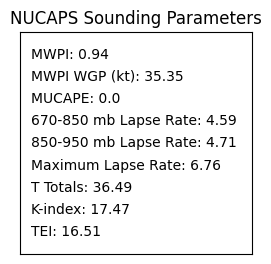 NUCAPS Sounding Parameters
MWPI: 0.94
MWPI WGP (kt): 35.35
MUCAPE: 0.0
670-850 mb Lapse Rate: 4.59
850-950 mb Lapse Rate: 4.71
Maximum Lapse Rate: 6.76
T Totals: 36.49
K-index: 17.47
TEI: 16.51